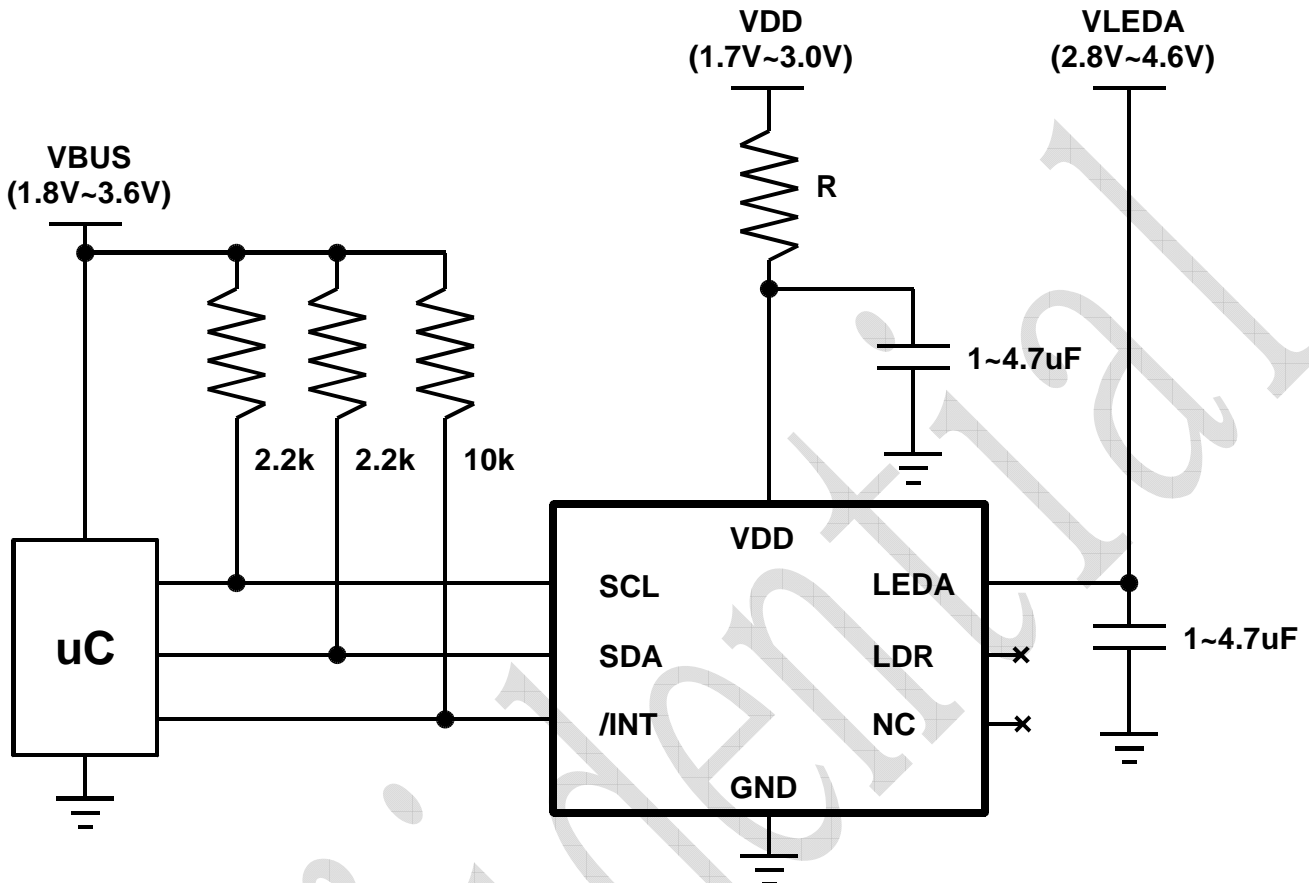 VDD
(1.7V~3.0V)
VLEDA
(2.8V~4.6V)
VBUS
(1.8V~3.6V)
R
1~4.7uF
2.2k
2.2k
10k
VDD
SCL
LEDA
uC
SDA
LDR
1~4.7uF
/INT
NC
GND
fidential